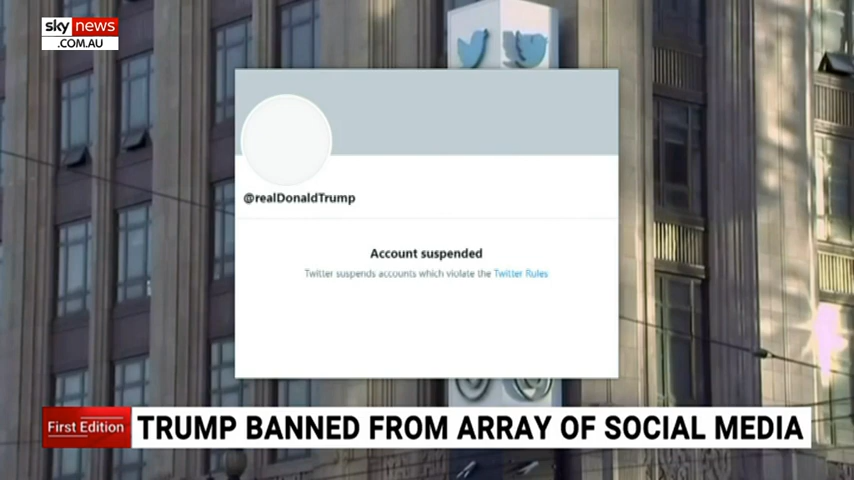 sky news
.COM.AU
@realDonaldTrump
Account suspended
Twitter suspends accounts which violate the Twitter Rules
First Edition
TRUMP BANNED FROM ARRAY OF SOCIAL MEDIA